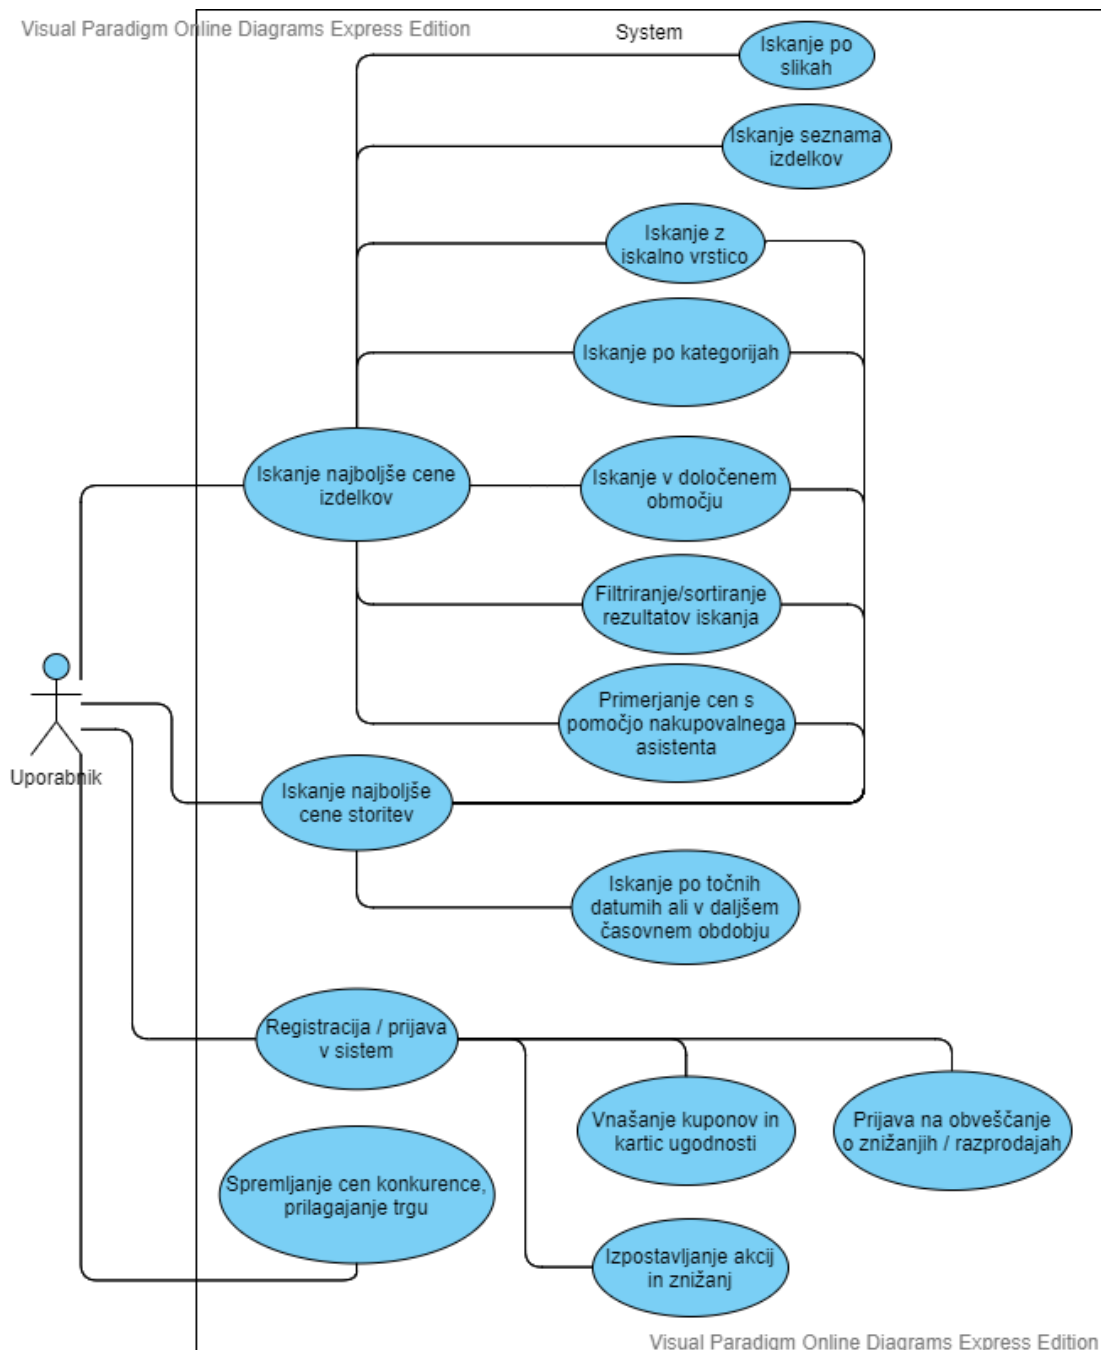 Visual Paradigm Online Diagrams Express Edition
System
Iskanje po
slikah
Iskanje seznama
izdelkov
Iskanje z
iskalno vrstico
Iskanje po kategorijah
Iskanje najboljše cene
izdelkov
Iskanje v določenem
območju
Filtriranje/sortiranje
rezultatov iskanja
Primerjanje cen s
pomočjo nakupovalnega
asistenta
Uporabnik
Iskanje najboljše
cene storitev
Iskanje po točnih
datumih ali v daljšem
časovnem obdobju
Registracija / prijava
v sistem
Vnašanje kuponov in
kartic ugodnosti
Prijava na obveščanje
o znižanjih / razprodajah
Spremljanje cen konkurence,
prilagajanje trgu
Izpostavljanje akcij
in znižanj
Visual Paradigm Online Diagrams Express Edition